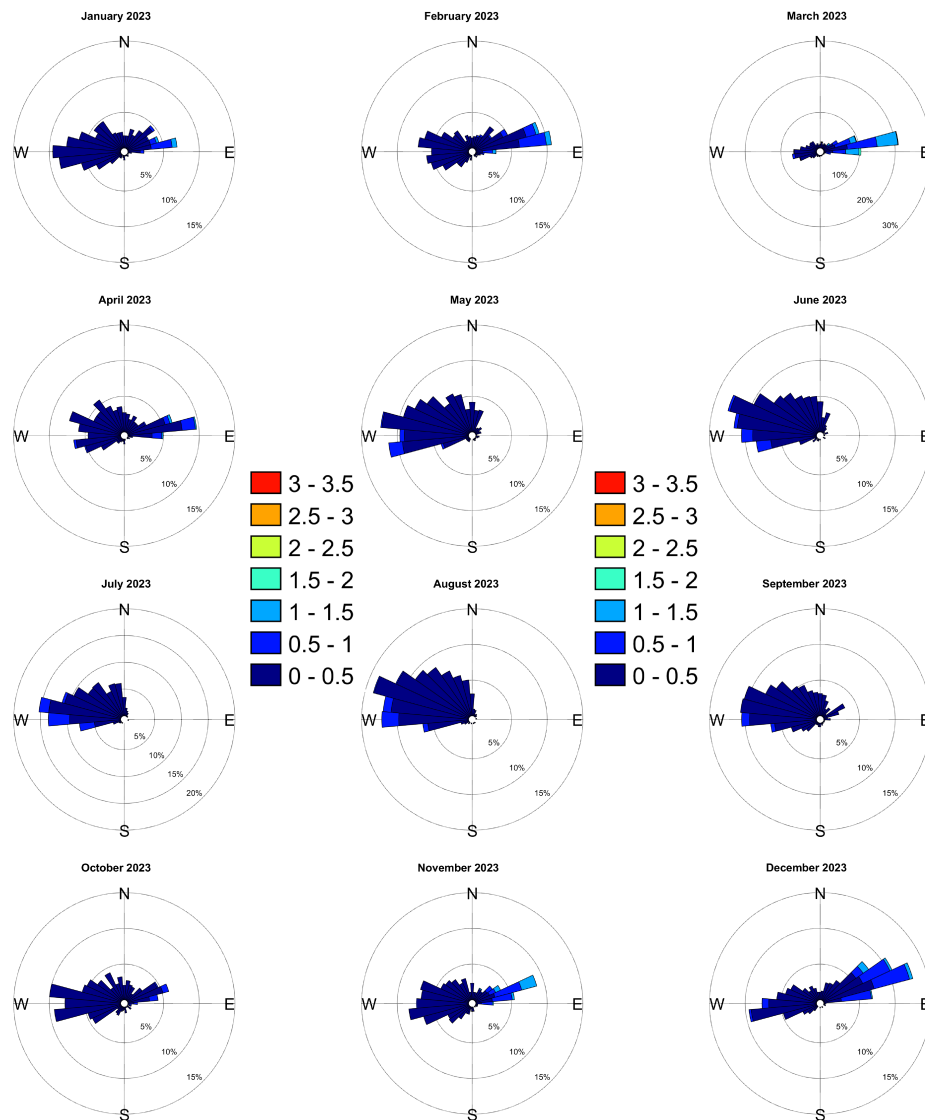 January 2023
N
W
E
S
5%
10%
15%
February 2023
N
W
E
S
5%
10%
15%
March 2023
N
W
E
S
10%
20%
30%
April 2023
N
W
E
S
5%
10%
15%
May 2023
N
W
E
S
5%
10%
15%
June 2023
N
W
E
S
5%
10%
15%
3 - 3.5
2.5 - 3
2 - 2.5
1.5 - 2
1 - 1.5
0.5 - 1
0 - 0.5
3 - 3.5
2.5 - 3
2 - 2.5
1.5 - 2
1 - 1.5
0.5 - 1
0 - 0.5
July 2023
N
W
E
S
5%
10%
15%
20%
August 2023
N
W
E
S
5%
10%
15%
September 2023
N
W
E
S
5%
10%
15%
October 2023
N
W
E
S
5%
10%
15%
November 2023
N
W
E
S
5%
10%
15%
December 2023
N
W
E
S
5%
10%
15%